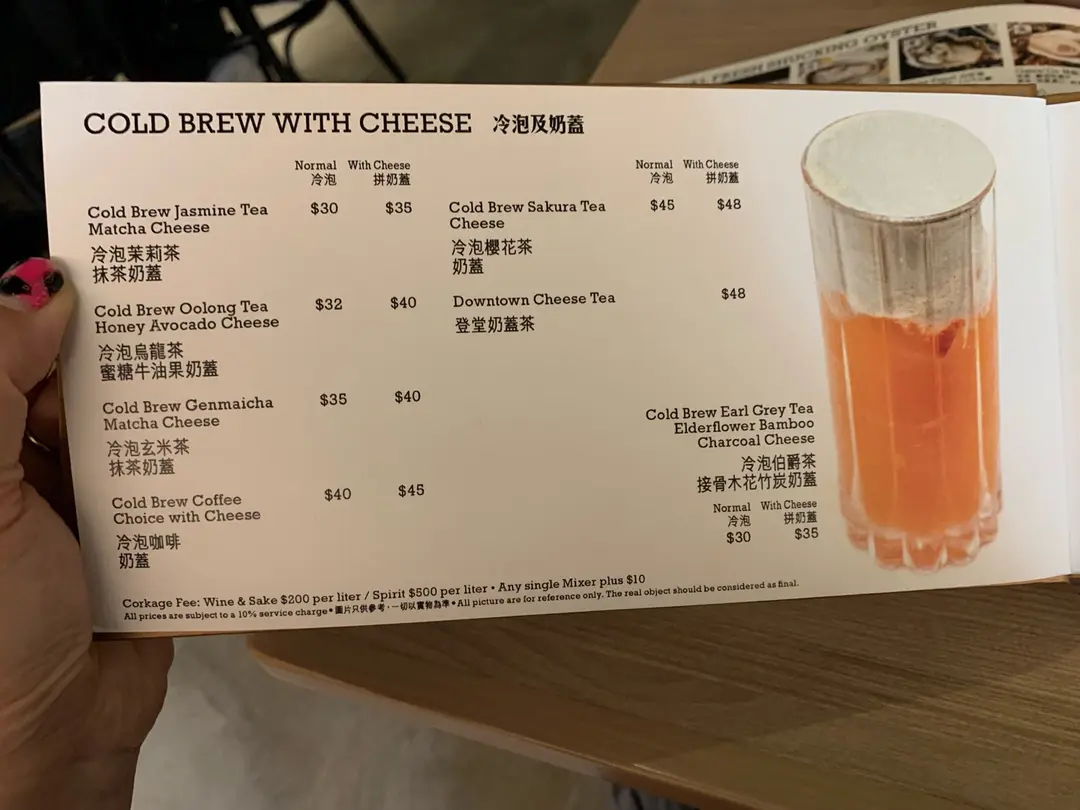 COLD BREW WITH CHEESE 冷泡及奶蓋
Normal With Cheese
冷泡 拼奶蓋
Cold Brew Jasmine Tea $30 $35
Matcha Cheese
冷泡茉莉茶
抹茶奶蓋
Cold Brew Oolong Tea $32 $40
Honey Avocado Cheese
冷泡烏龍茶
蜜糖牛油果奶蓋
Cold Brew Genmaicha $35 $40
Matcha Cheese
冷泡玄米茶
抹茶奶蓋
Cold Brew Coffee $40 $45
Choice with Cheese
冷泡咖啡
奶蓋
Normal With Cheese
冷泡 拼奶蓋
Cold Brew Sakura Tea $45 $48
Cheese
冷泡櫻花茶
奶蓋
Downtown Cheese Tea $48
登堂奶蓋茶
Cold Brew Earl Grey Tea
Elderflower Bamboo
Charcoal Cheese
冷泡伯爵茶
接骨木花竹炭奶蓋
Normal With Cheese
冷泡 拼奶蓋
$30 $35
Corkage Fee: Wine & Sake $200 per liter / Spirit $500 per liter • Any single Mixer plus $10
All prices are subject to a 10% service charge • 圖片只供參考，一切以實物為準 • All picture are for reference only. The real object should be considered as final.
FRESH SHUCKING OYSTER